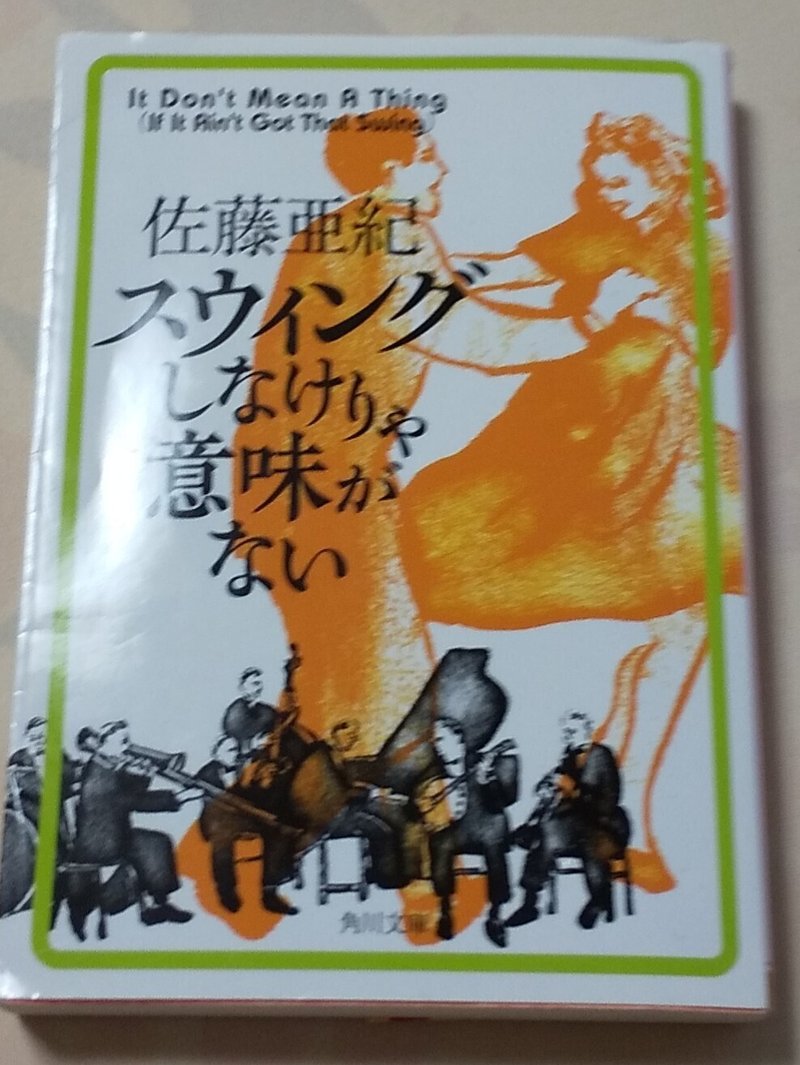 It Don't Mean A Thing
(If It Ain't Got That Swing)
佐藤亜紀
スウィング
しなけりゃ
意味が
ない
角川文庫